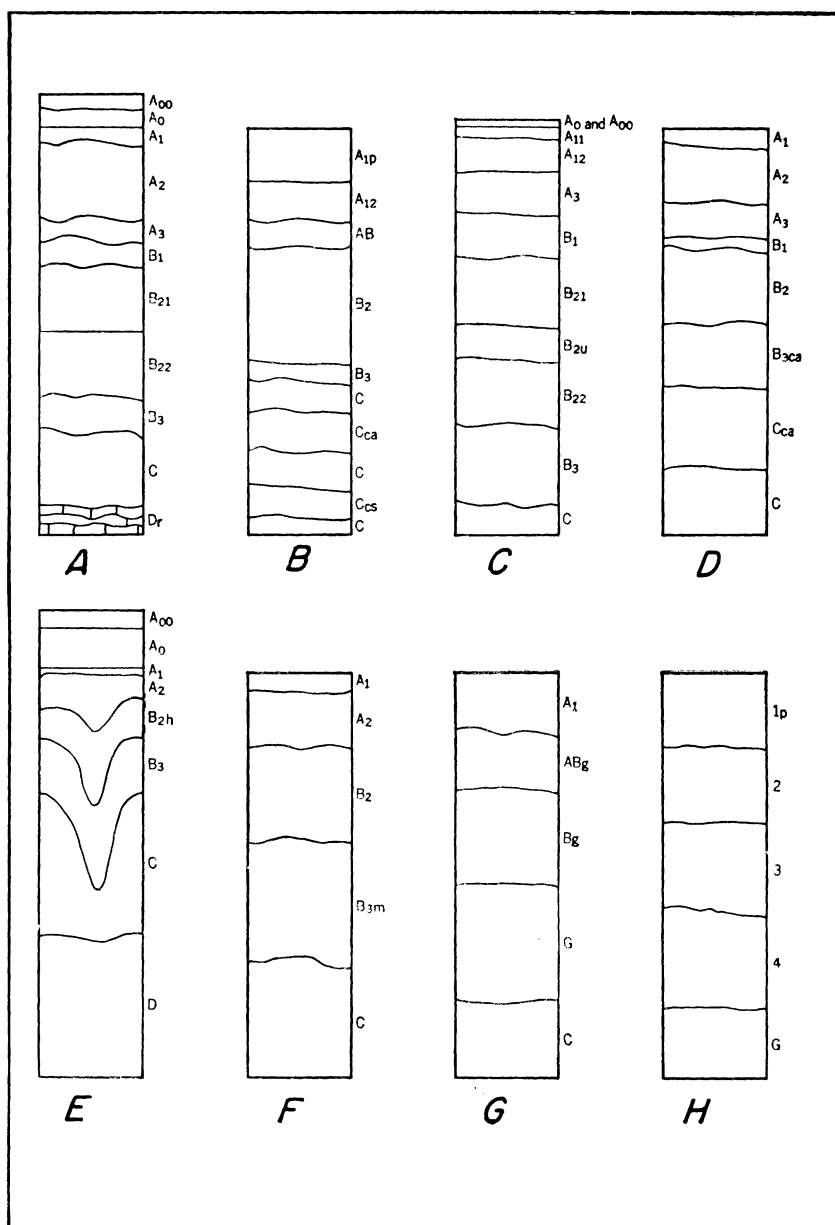 A₀₀
A₀
A₁
A₂
A₃
B₁
B₂₁
B₂₂
B₃
C
Dr
A
A₁p
A₁₂
AB
B₂
B₃
C
Cca
C
Ccs
C
B
A₀ and A₀₀
A₁₁
A₁₂
A₃
B₁
B₂₁
B₂u
B₂₂
B₃
C
C
A₁
A₂
A₃
B₁
B₂
B₃ca
Cca
C
D
A₀₀
A₀
A₁
A₂
B₂h
B₃
C
D
E
A₁
A₂
B₂
B₃m
C
F
A₁
ABg
Bg
G
C
G
1p
2
3
4
G
H